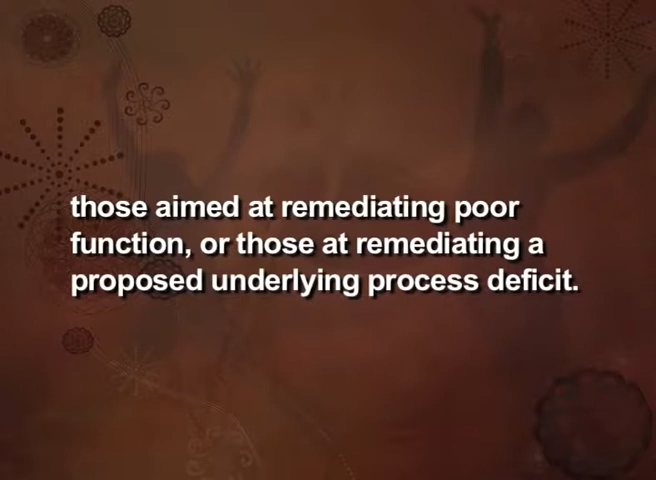 those aimed at remediating poor
function, or those at remediating a
proposed underlying process deficit.